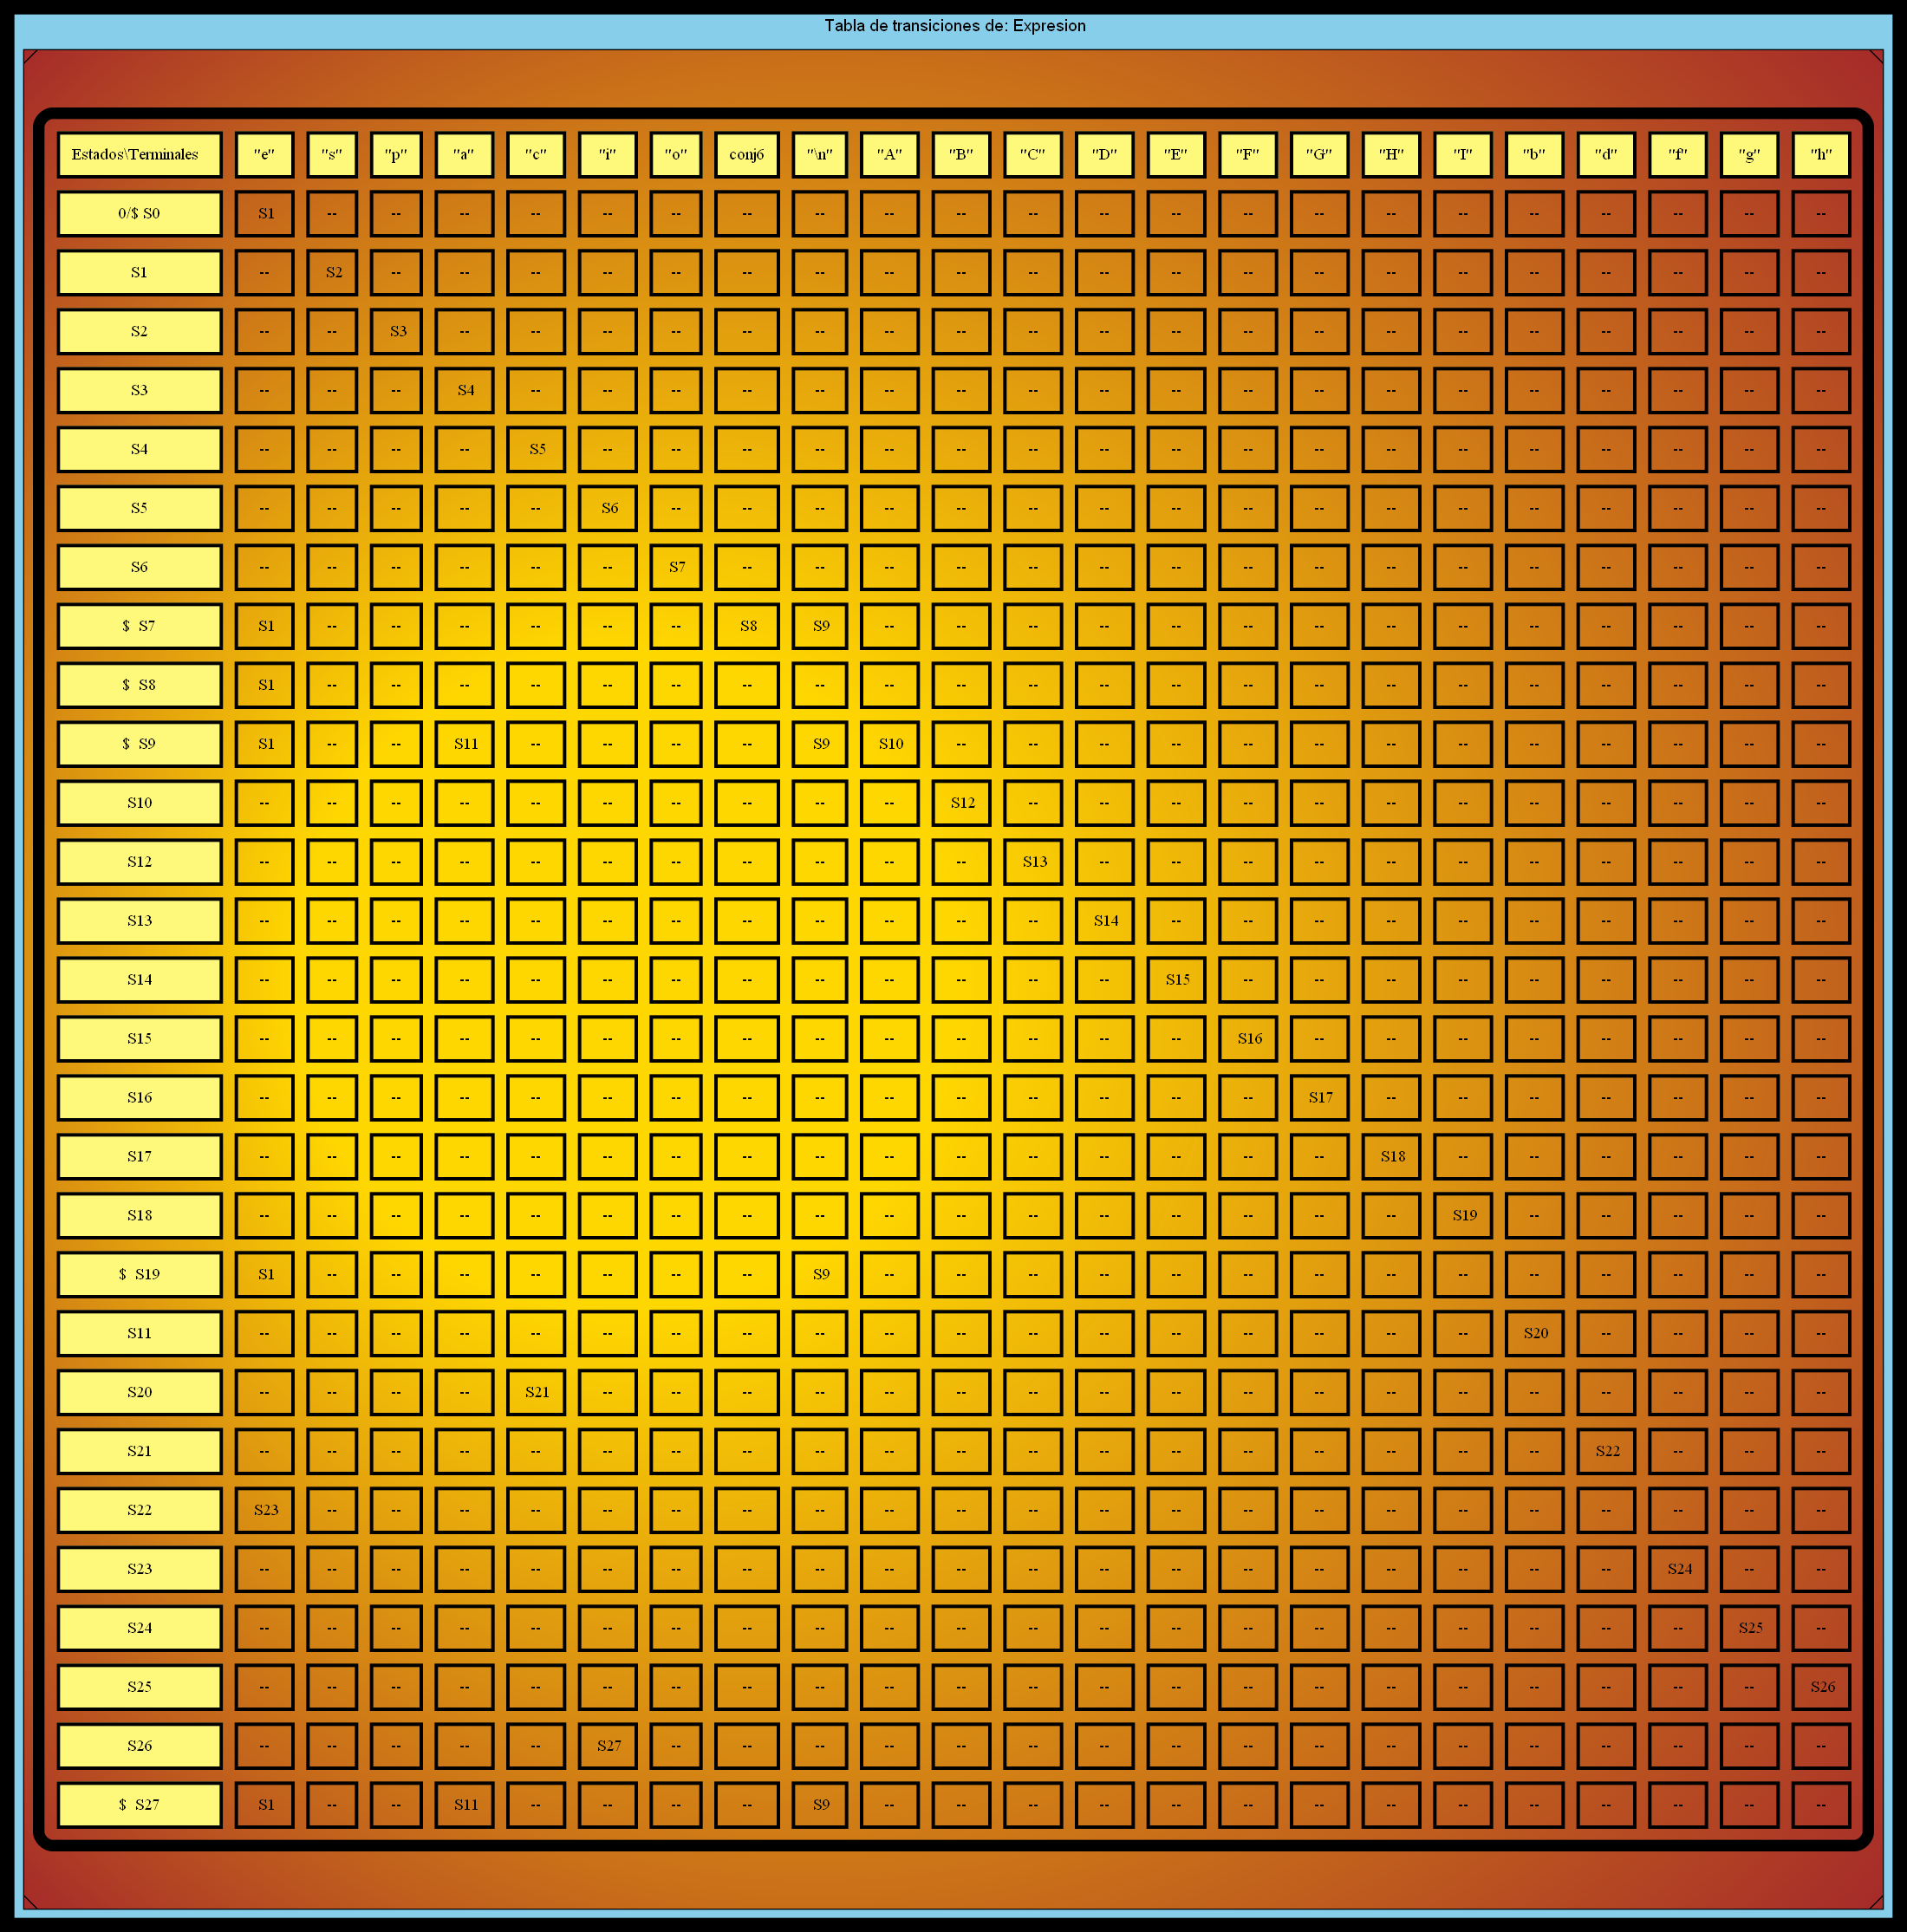 Tabla de transiciones de: Expresion
Estados\Terminales "e" "s" "p" "a" "c" "i" "o" conj6 "\n" "A" "B" "C" "D" "E" "F" "G" "H" "I" "b" "d" "f" "g" "h"
0/$ S0 S1 -- -- -- -- -- -- -- -- -- -- -- -- -- -- -- -- -- -- -- -- -- --
S1 -- S2 -- -- -- -- -- -- -- -- -- -- -- -- -- -- -- -- -- -- -- -- --
S2 -- -- S3 -- -- -- -- -- -- -- -- -- -- -- -- -- -- -- -- -- -- -- --
S3 -- -- -- S4 -- -- -- -- -- -- -- -- -- -- -- -- -- -- -- -- -- -- --
S4 -- -- -- -- S5 -- -- -- -- -- -- -- -- -- -- -- -- -- -- -- -- -- --
S5 -- -- -- -- -- S6 -- -- -- -- -- -- -- -- -- -- -- -- -- -- -- -- --
S6 -- -- -- -- -- -- S7 -- -- -- -- -- -- -- -- -- -- -- -- -- -- -- --
$ S7 S1 -- -- -- -- -- -- S8 S9 -- -- -- -- -- -- -- -- -- -- -- -- -- --
$ S8 S1 -- -- -- -- -- -- -- -- -- -- -- -- -- -- -- -- -- -- -- -- -- --
$ S9 S1 -- -- S11 -- -- -- -- S9 S10 -- -- -- -- -- -- -- -- -- -- -- -- --
S10 -- -- -- -- -- -- -- -- -- -- S12 -- -- -- -- -- -- -- -- -- -- -- --
S12 -- -- -- -- -- -- -- -- -- -- -- S13 -- -- -- -- -- -- -- -- -- -- --
S13 -- -- -- -- -- -- -- -- -- -- -- -- S14 -- -- -- -- -- -- -- -- -- --
S14 -- -- -- -- -- -- -- -- -- -- -- -- -- S15 -- -- -- -- -- -- -- -- --
S15 -- -- -- -- -- -- -- -- -- -- -- -- -- -- S16 -- -- -- -- -- -- -- --
S16 -- -- -- -- -- -- -- -- -- -- -- -- -- -- -- S17 -- -- -- -- -- -- --
S17 -- -- -- -- -- -- -- -- -- -- -- -- -- -- -- -- S18 -- -- -- -- -- --
S18 -- -- -- -- -- -- -- -- -- -- -- -- -- -- -- -- -- S19 -- -- -- -- --
$ S19 S1 -- -- -- -- -- -- -- S9 -- -- -- -- -- -- -- -- -- -- -- -- -- --
S11 -- -- -- -- -- -- -- -- -- -- -- -- -- -- -- -- -- -- S20 -- -- -- --
S20 -- -- -- -- S21 -- -- -- -- -- -- -- -- -- -- -- -- -- -- -- -- -- --
S21 -- -- -- -- -- -- -- -- -- -- -- -- -- -- -- -- -- -- -- S22 -- -- --
S22 S23 -- -- -- -- -- -- -- -- -- -- -- -- -- -- -- -- -- -- -- -- -- --
S23 -- -- -- -- -- -- -- -- -- -- -- -- -- -- -- -- -- -- -- -- S24 -- --
S24 -- -- -- -- -- -- -- -- -- -- -- -- -- -- -- -- -- -- -- -- -- S25 --
S25 -- -- -- -- -- -- -- -- -- -- -- -- -- -- -- -- -- -- -- -- -- -- S26
S26 -- -- -- -- -- S27 -- -- -- -- -- -- -- -- -- -- -- -- -- -- -- -- --
$ S27 S1 -- -- S11 -- -- -- -- S9 -- -- -- -- -- -- -- -- -- -- -- -- -- --